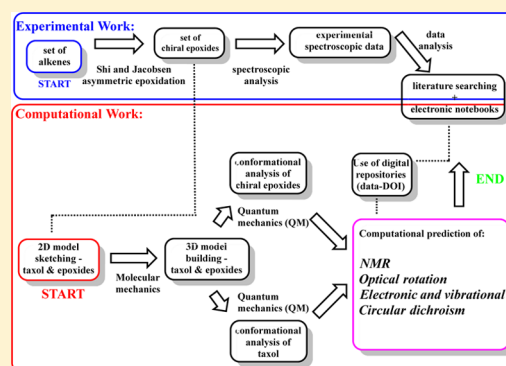 Experimental Work:
set of
alkenes
START
Shi and Jacobsen
asymmetric epoxidation
set of
chiral epoxides
spectroscopic
analysis
experimental
spectroscopic data
data
analysis
literature searching
+
electronic notebooks
Computational Work:
2D model
sketching -
taxol & epoxides
START
Molecular
mechanics
3D model
building -
taxol & epoxides
Quantum
mechanics (QM)
Conformational
analysis of
chiral epoxides
Quantum
mechanics (QM)
Conformational
analysis of
taxol
Use of digital
repositories
(data-DOI)
END
Computational prediction of:
NMR
Optical rotation
Electronic and vibrational
Circular dichroism